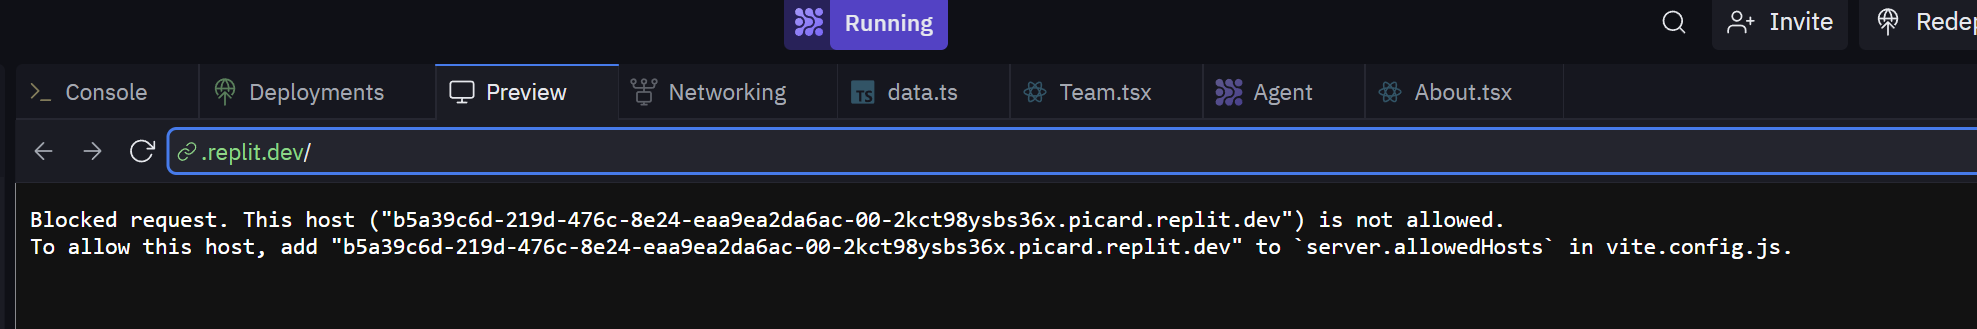 Running
Invite
Redep
Console
Deployments
Preview
Networking
TS data.ts
Team.tsx
Agent
About.tsx
.replit.dev/
Blocked request. This host ("b5a39c6d-219d-476c-8e24-eaa9ea2da6ac-00-2kct98ysbs36x.picard.replit.dev") is not allowed.
To allow this host, add "b5a39c6d-219d-476c-8e24-eaa9ea2da6ac-00-2kct98ysbs36x.picard.replit.dev" to `server.allowedHosts` in vite.config.js.